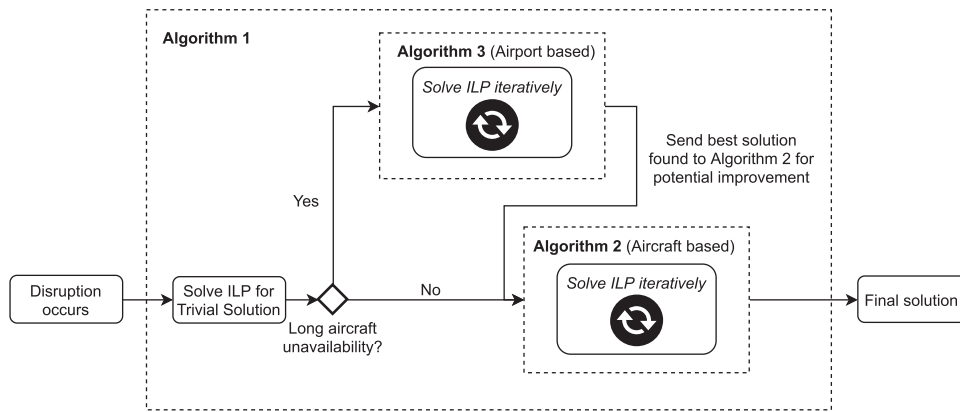 Algorithm 1
Algorithm 3 (Airport based)
Solve ILP iteratively
Send best solution
found to Algorithm 2 for
potential improvement
Yes
Algorithm 2 (Aircraft based)
Solve ILP iteratively
Disruption
occurs
Solve ILP for
Trivial Solution
No
Long aircraft
unavailability?
Final solution